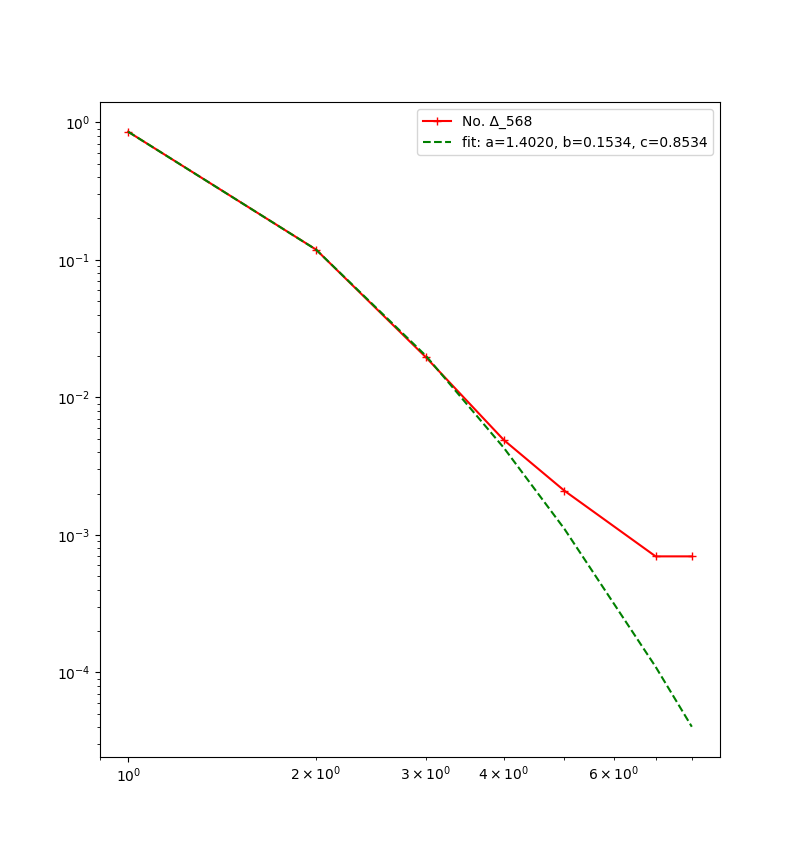 No. Δ_568
fit: a=1.4020, b=0.1534, c=0.8534
10⁰
10⁻¹
10⁻²
10⁻³
10⁻⁴
10⁰
2 × 10⁰
3 × 10⁰
4 × 10⁰
6 × 10⁰